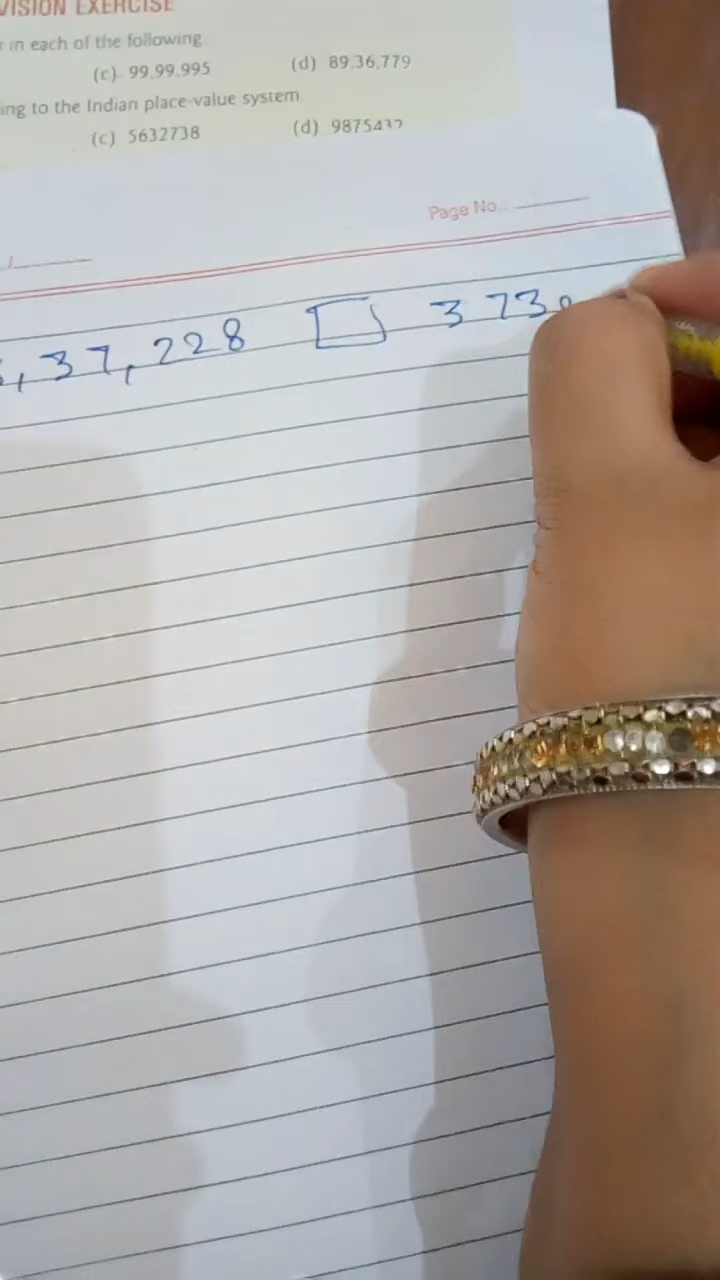 VISION EXERCISE
in each of the following
(c) 99,99,995 (d) 89,36,779
ing to the Indian place-value system
(c) 5632738 (d) 9875432
Page No.
,37,228 373